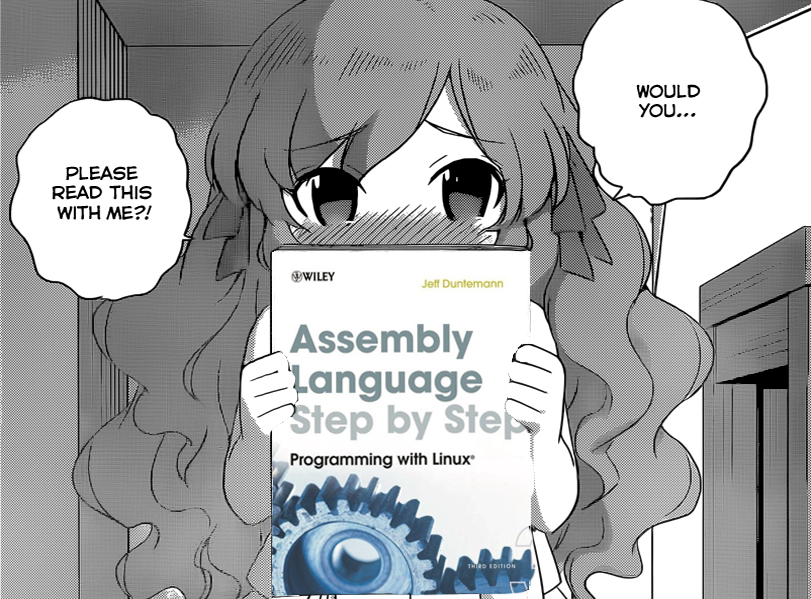 WOULD
YOU...
PLEASE
READ THIS
WITH ME?!
WILEY
Jeff Duntemann
Assembly
Language
Step by Step
Programming with Linux®
THIRD EDITION